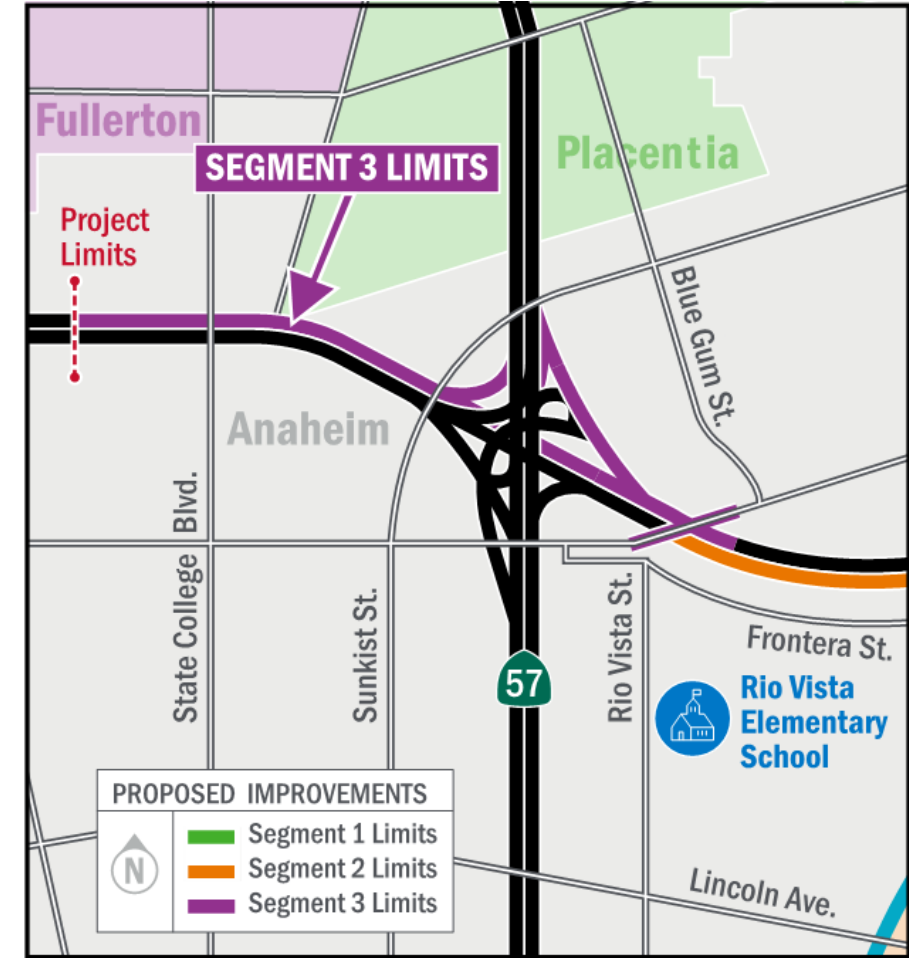 Fullerton
SEGMENT 3 LIMITS
Placentia
Project
Limits
Blue Gum St.
Anaheim
State College Blvd.
Sunkist St.
Rio Vista St.
Frontera St.
57
Rio Vista
Elementary
School
PROPOSED IMPROVEMENTS
N
Segment 1 Limits
Segment 2 Limits
Segment 3 Limits
Lincoln Ave.